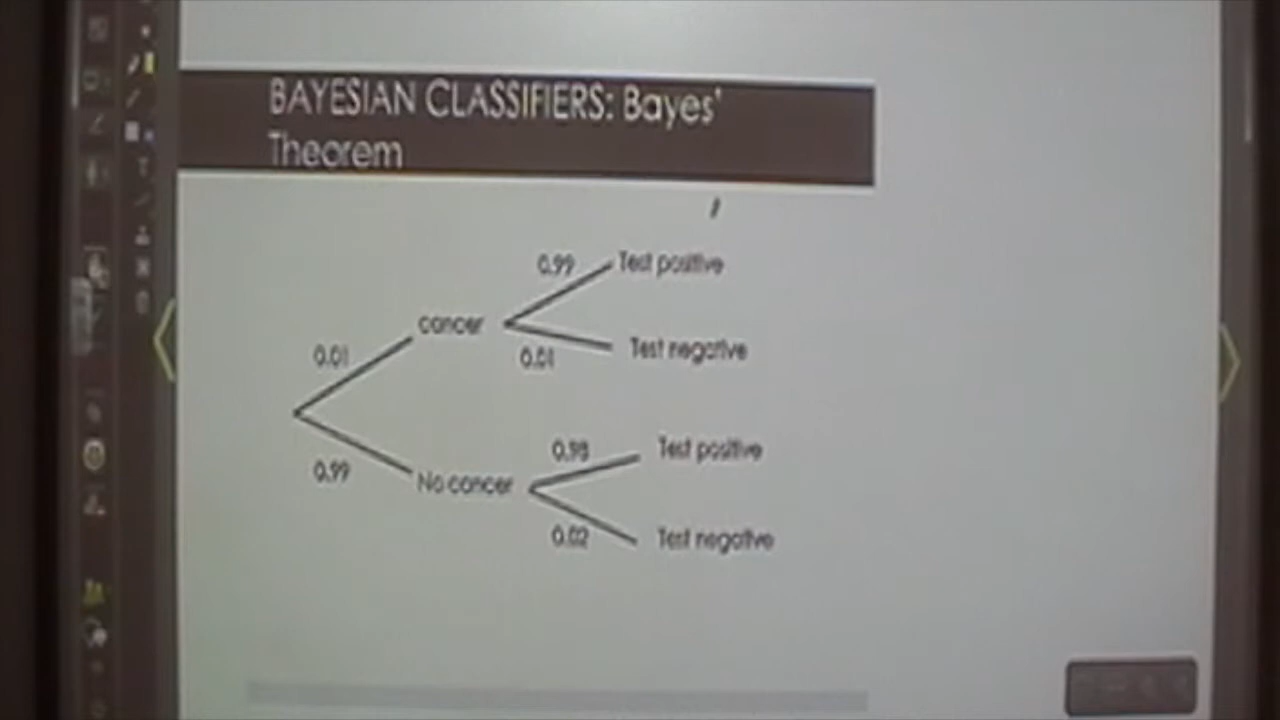 BAYESIAN CLASSIFIERS: Bayes'
Theorem
0.99 Test positive
cancer
0.01
0.01 Test negative
0.98 Test positive
0.99
No cancer
0.02 Test negative